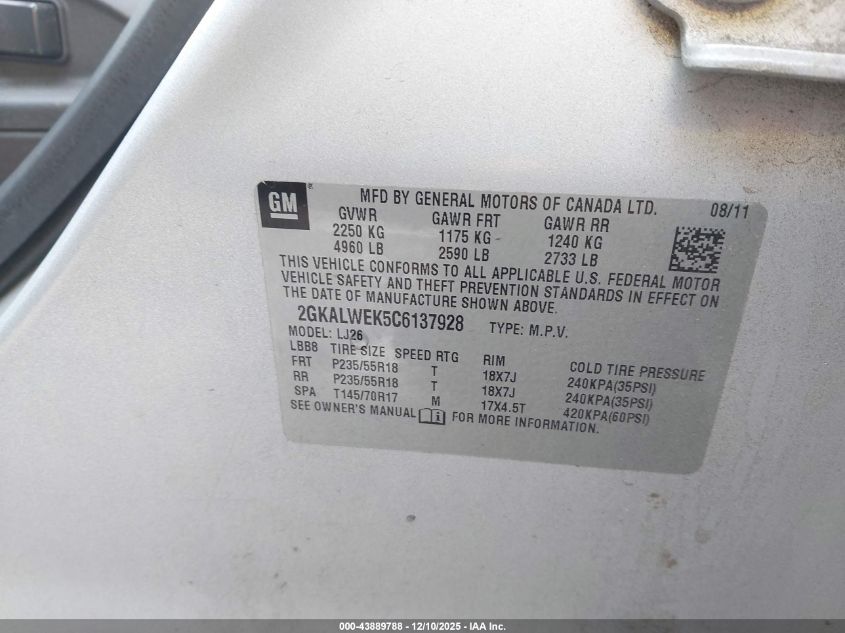 GM
MFD BY GENERAL MOTORS OF CANADA LTD. 08/11
GVWR GAWR FRT GAWR RR
2250 KG 1175 KG 1240 KG
4960 LB 2590 LB 2733 LB
THIS VEHICLE CONFORMS TO ALL APPLICABLE U.S. FEDERAL MOTOR
VEHICLE SAFETY AND THEFT PREVENTION STANDARDS IN EFFECT ON
THE DATE OF MANUFACTURE SHOWN ABOVE.
2GKALWEK5C6137928 TYPE: M.P.V.
MODEL: LJ26
LBB8 TIRE SIZE SPEED RTG RIM COLD TIRE PRESSURE
FRT P235/55R18 T 18X7J 240KPA(35PSI)
RR P235/55R18 T 18X7J 240KPA(35PSI)
SPA T145/70R17 M 17X4.5T 420KPA(60PSI)
SEE OWNER'S MANUAL i FOR MORE INFORMATION.
000-43889788 - 12/10/2025 - IAA Inc.